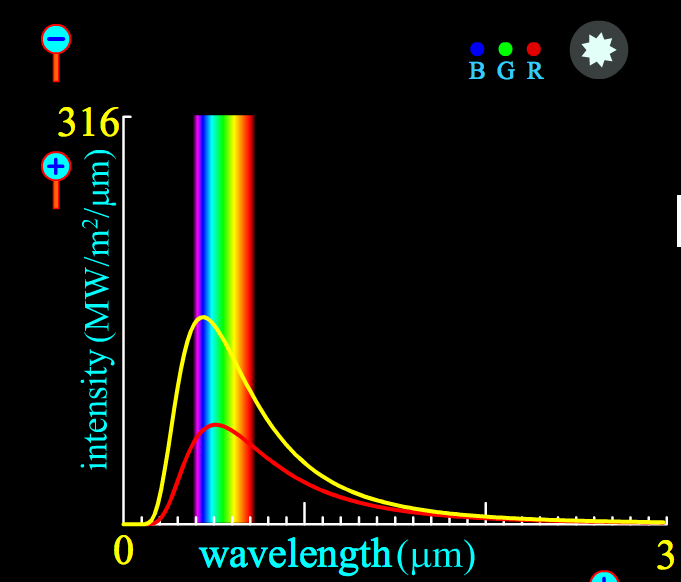 B G R
316
intensity (MW/m²/μm)
0
wavelength (μm)
3